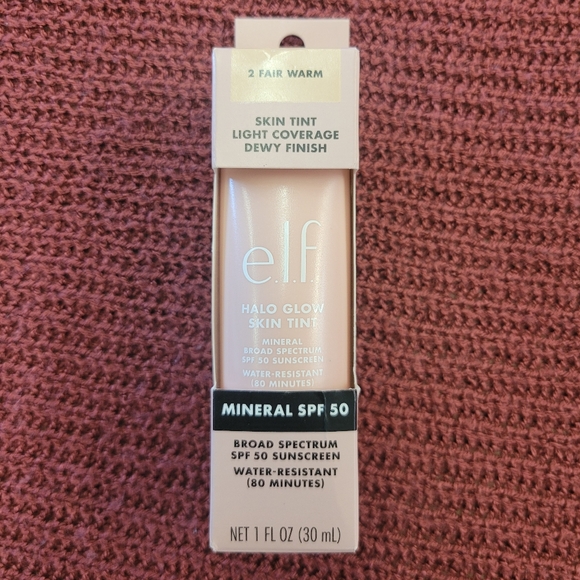 2 FAIR WARM
SKIN TINT
LIGHT COVERAGE
DEWY FINISH
e.l.f.
HALO GLOW
SKIN TINT
MINERAL
BROAD SPECTRUM
SPF 50 SUNSCREEN
WATER-RESISTANT
(80 MINUTES)
MINERAL SPF 50
BROAD SPECTRUM
SPF 50 SUNSCREEN
WATER-RESISTANT
(80 MINUTES)
NET 1 FL OZ (30 mL)